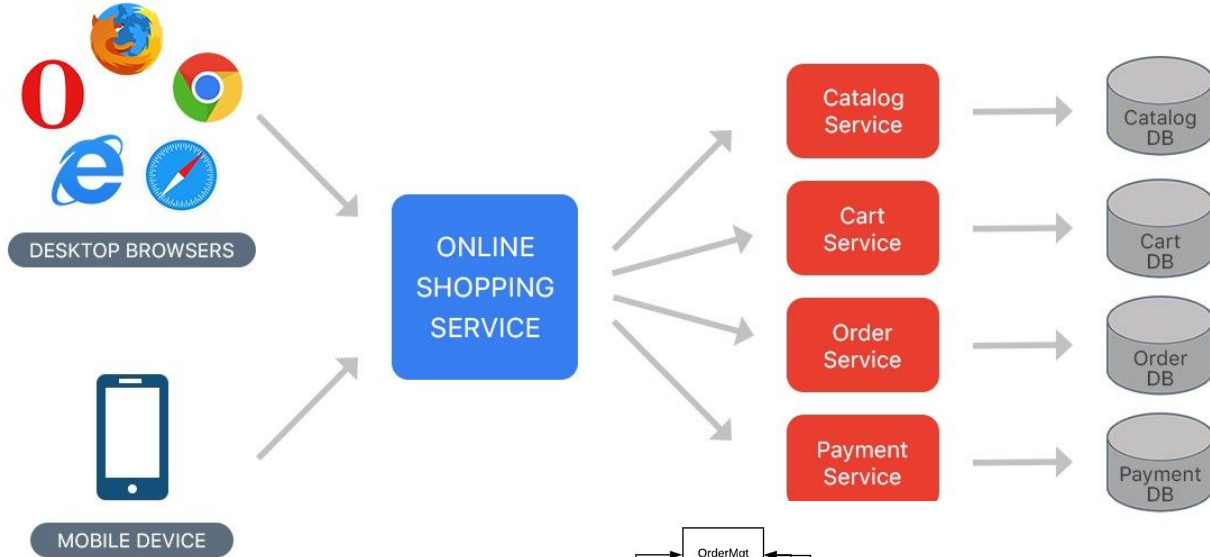 DESKTOP BROWSERS
MOBILE DEVICE
ONLINE
SHOPPING
SERVICE
Catalog
Service
Cart
Service
Order
Service
Payment
Service
Catalog
DB
Cart
DB
Order
DB
Payment
DB
OrderMgt